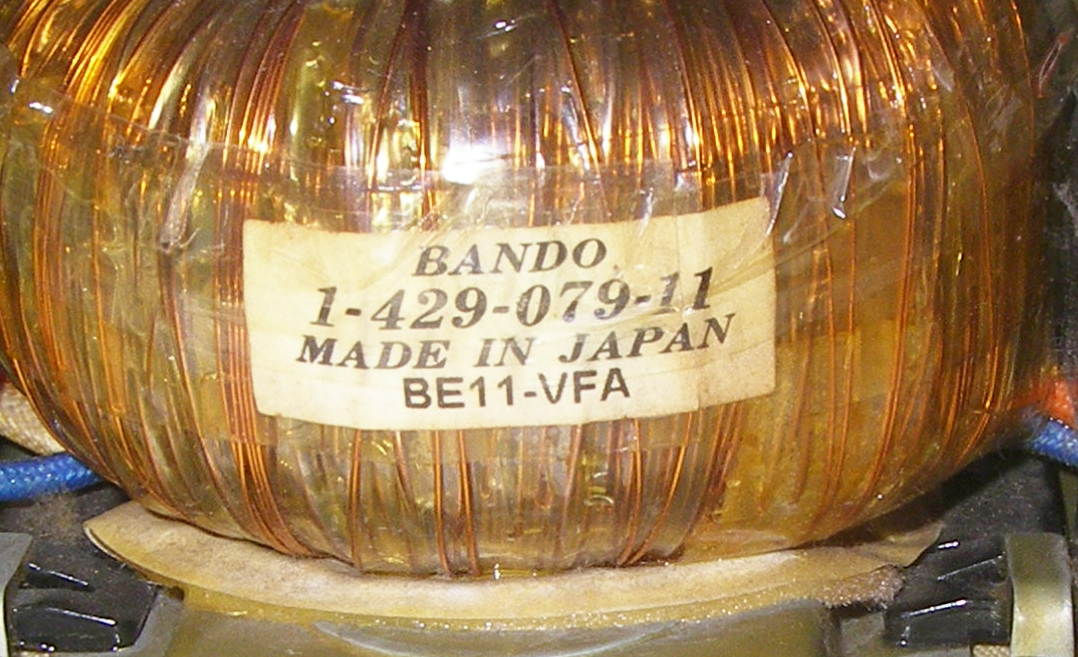 BANDO
1-429-079-11
MADE IN JAPAN
BE11-VFA